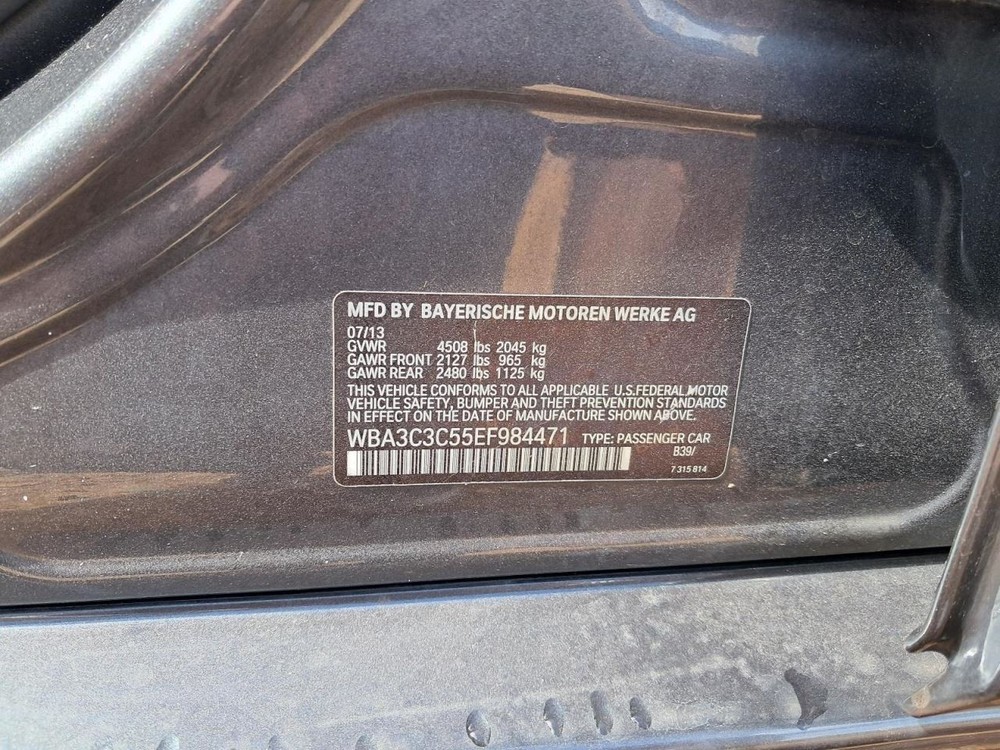 MFD BY BAYERISCHE MOTOREN WERKE AG
07/13
GVWR 4508 lbs 2045 kg
GAWR FRONT 2127 lbs 965 kg
GAWR REAR 2480 lbs 1125 kg
THIS VEHICLE CONFORMS TO ALL APPLICABLE U.S.FEDERAL MOTOR
VEHICLE SAFETY, BUMPER AND THEFT PREVENTION STANDARDS
IN EFFECT ON THE DATE OF MANUFACTURE SHOWN ABOVE.
WBA3C3C55EF984471 TYPE: PASSENGER CAR
B39/
7 315 814